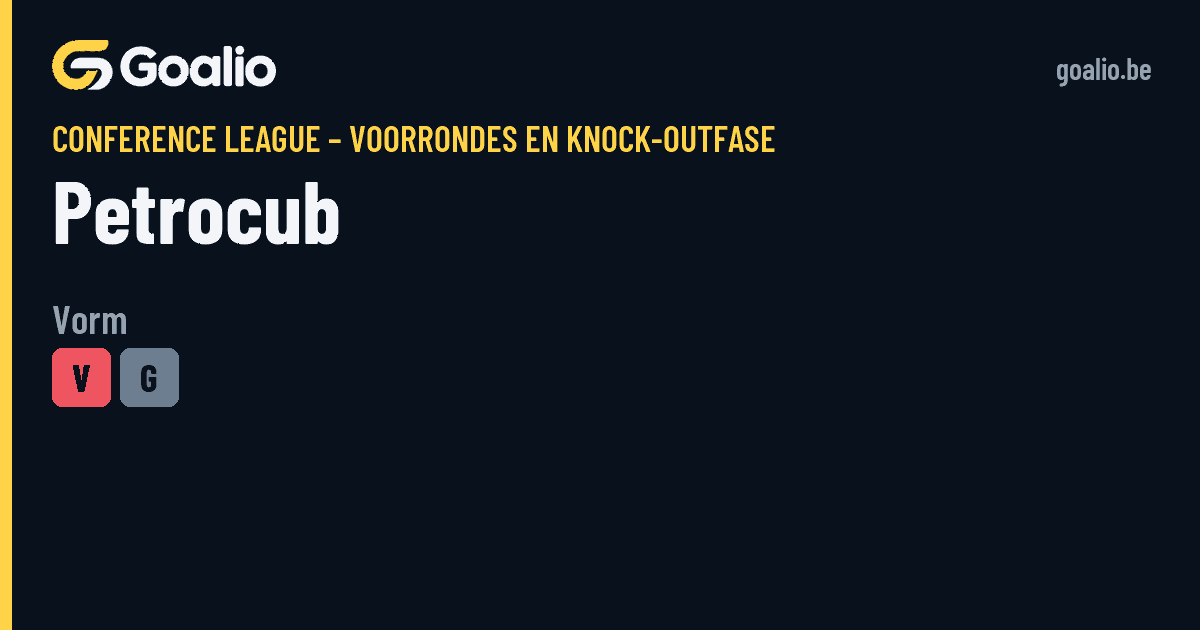 Goalio
goalio.be
CONFERENCE LEAGUE – VOORRONDES EN KNOCK-OUTFASE
Petrocub
Vorm
V G